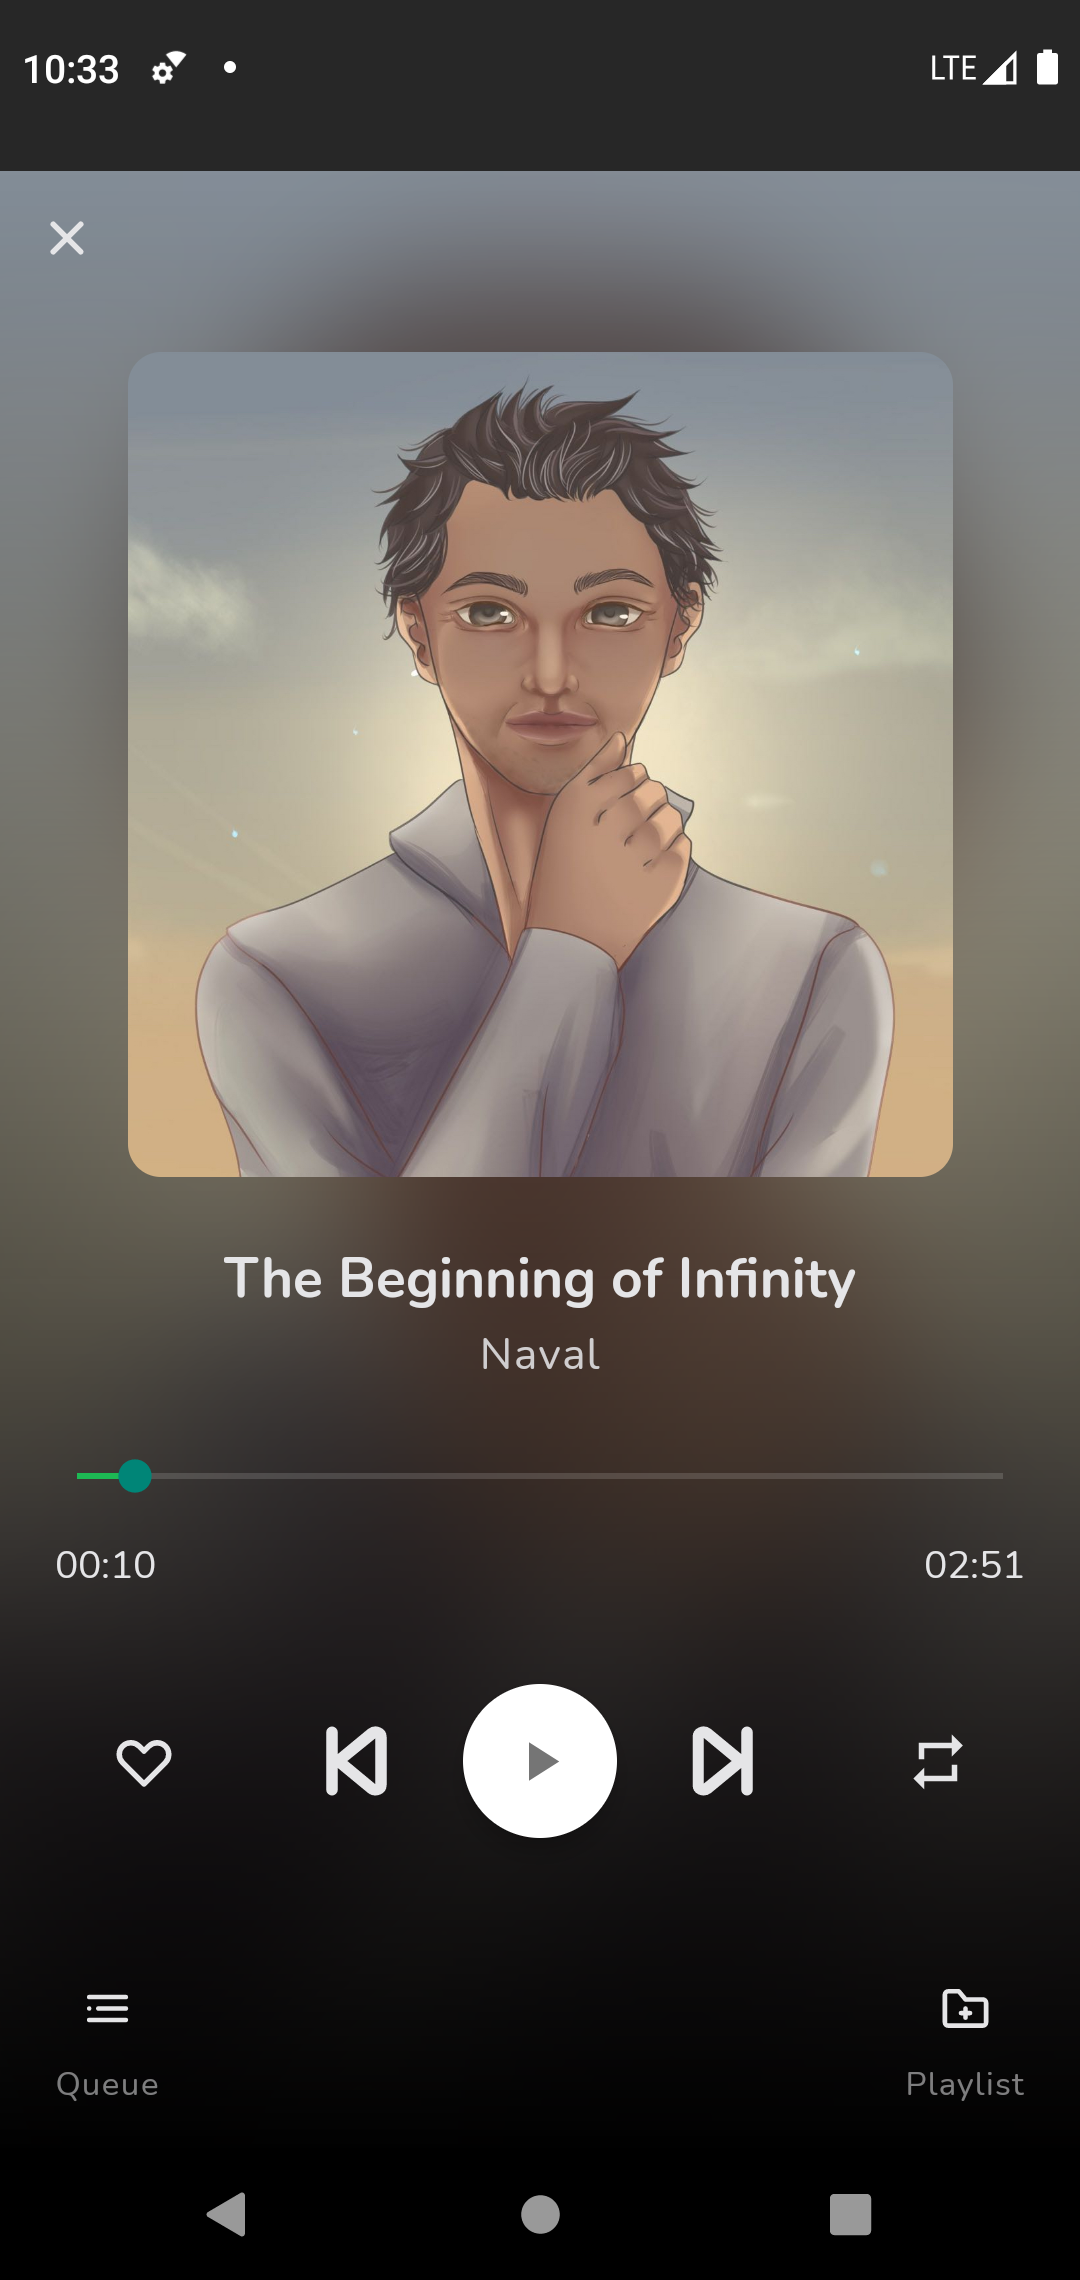 10:33
LTE
The Beginning of Infinity
Naval
00:10
02:51
Queue
Playlist